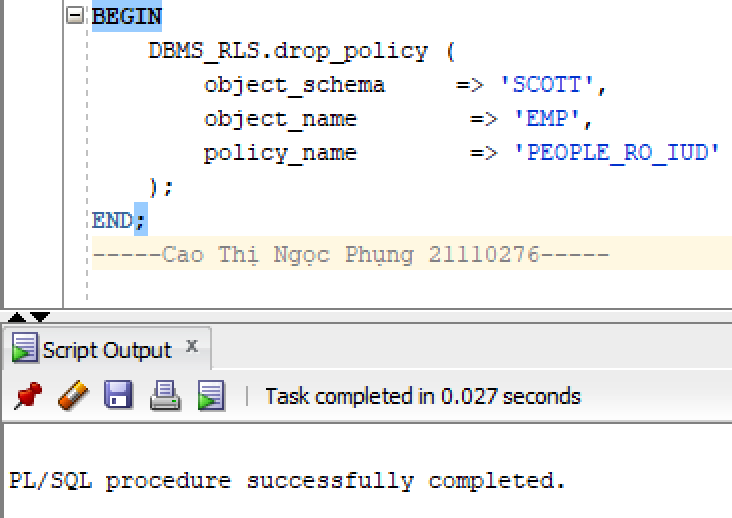 BEGIN
DBMS_RLS.drop_policy (
object_schema => 'SCOTT',
object_name => 'EMP',
policy_name => 'PEOPLE_RO_IUD'
);
END;
-----Cao Thị Ngọc Phụng 21110276-----
Script Output x
Task completed in 0.027 seconds
PL/SQL procedure successfully completed.